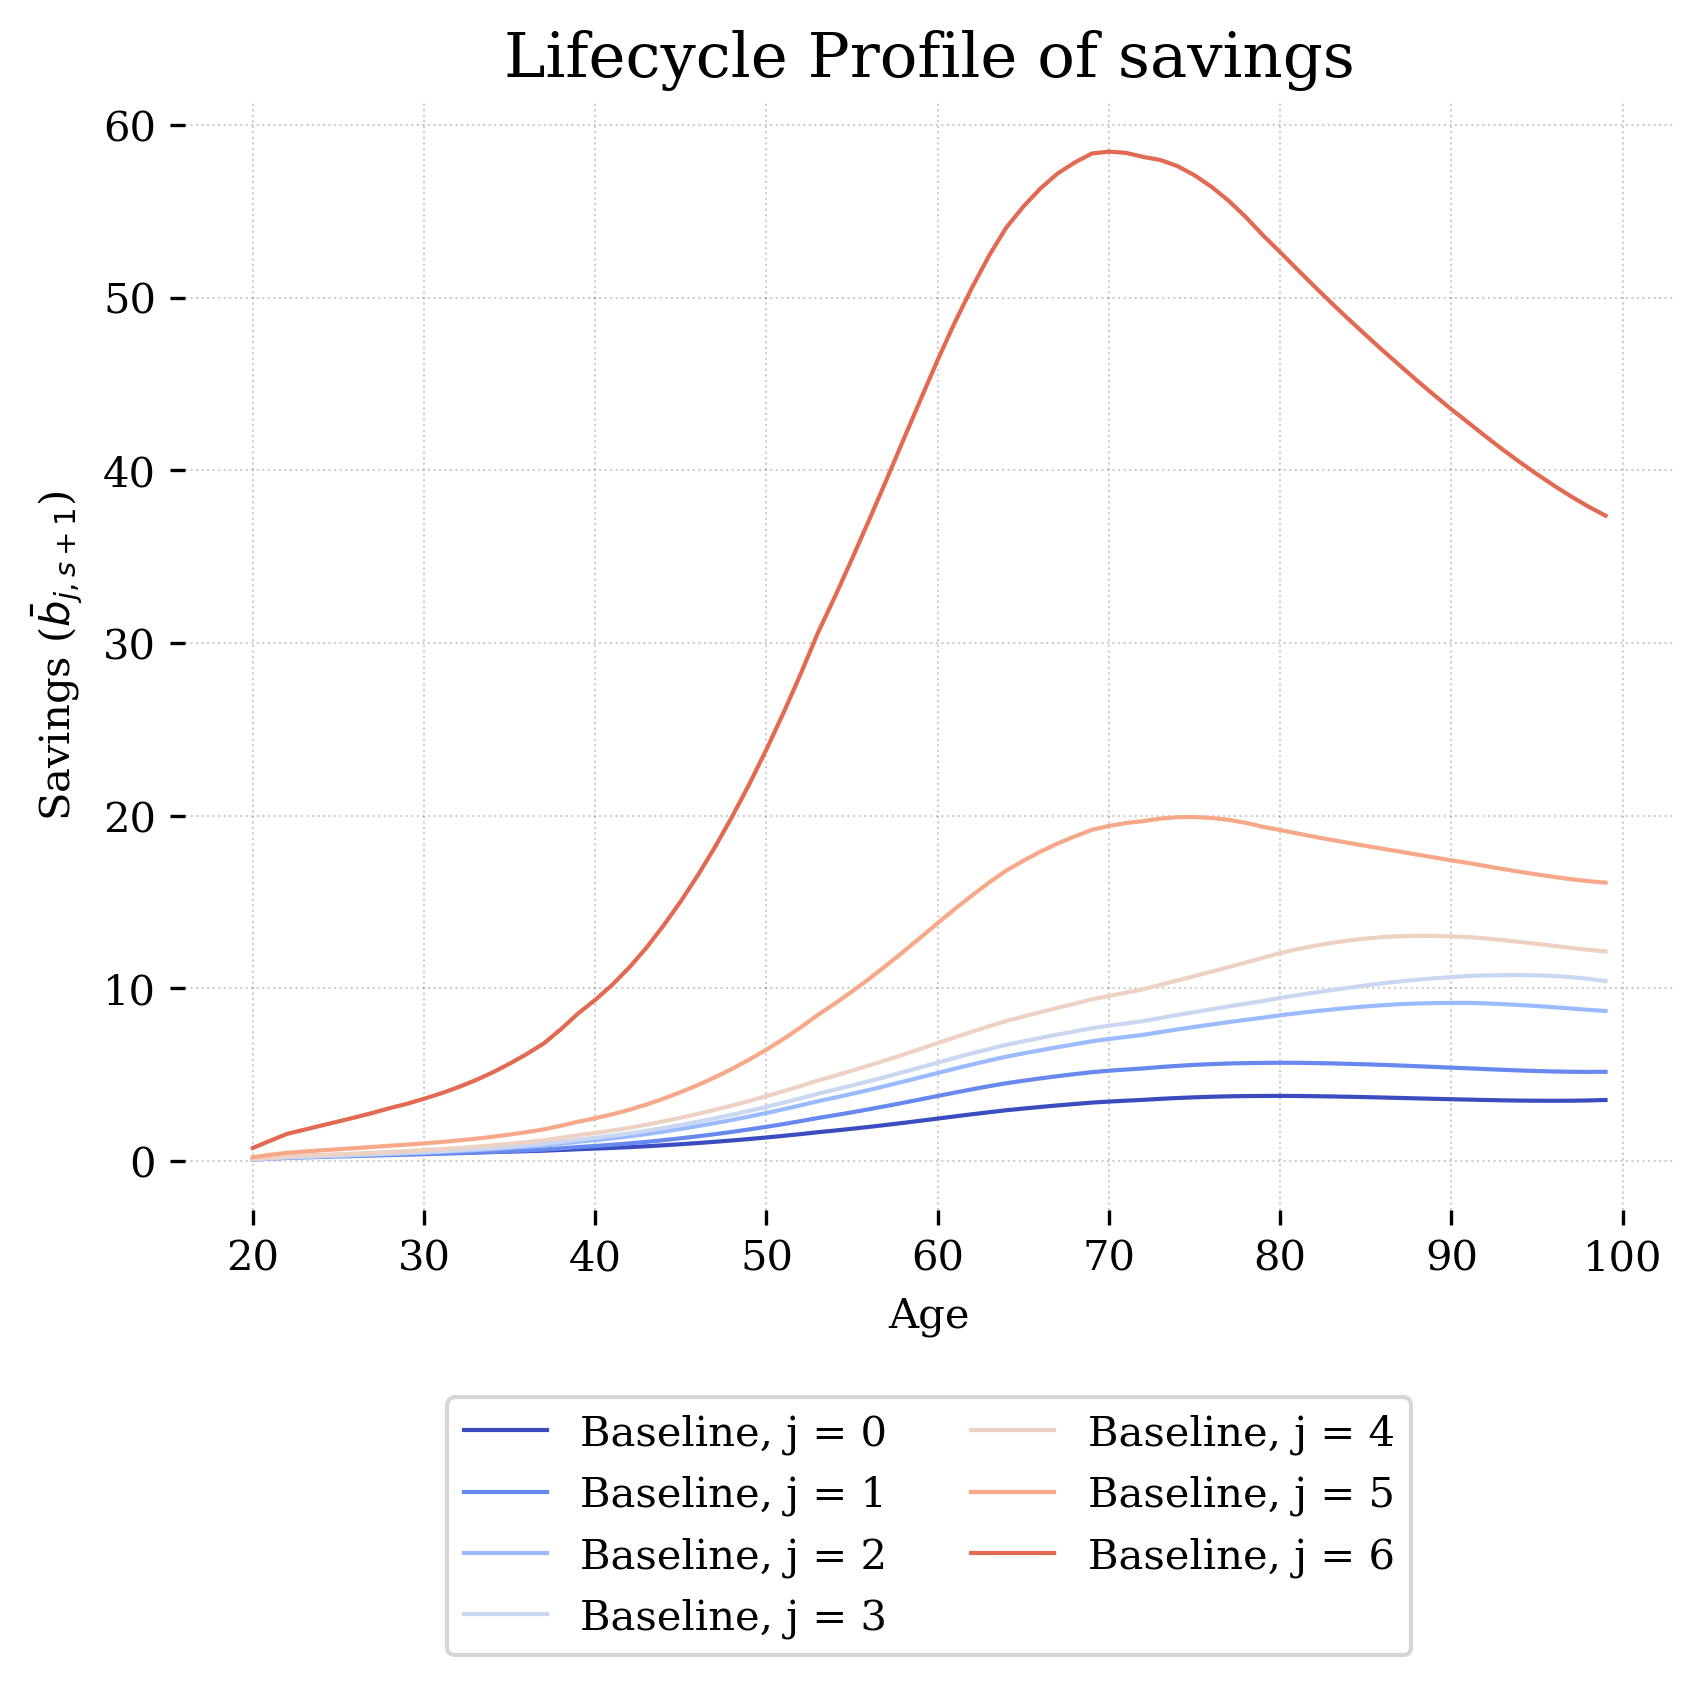 Lifecycle Profile of savings
60
50
40
30
20
10
0
Savings ($\bar{b}_{j,s+1}$)
20 30 40 50 60 70 80 90 100
Age
Baseline, j = 0
Baseline, j = 1
Baseline, j = 2
Baseline, j = 3
Baseline, j = 4
Baseline, j = 5
Baseline, j = 6